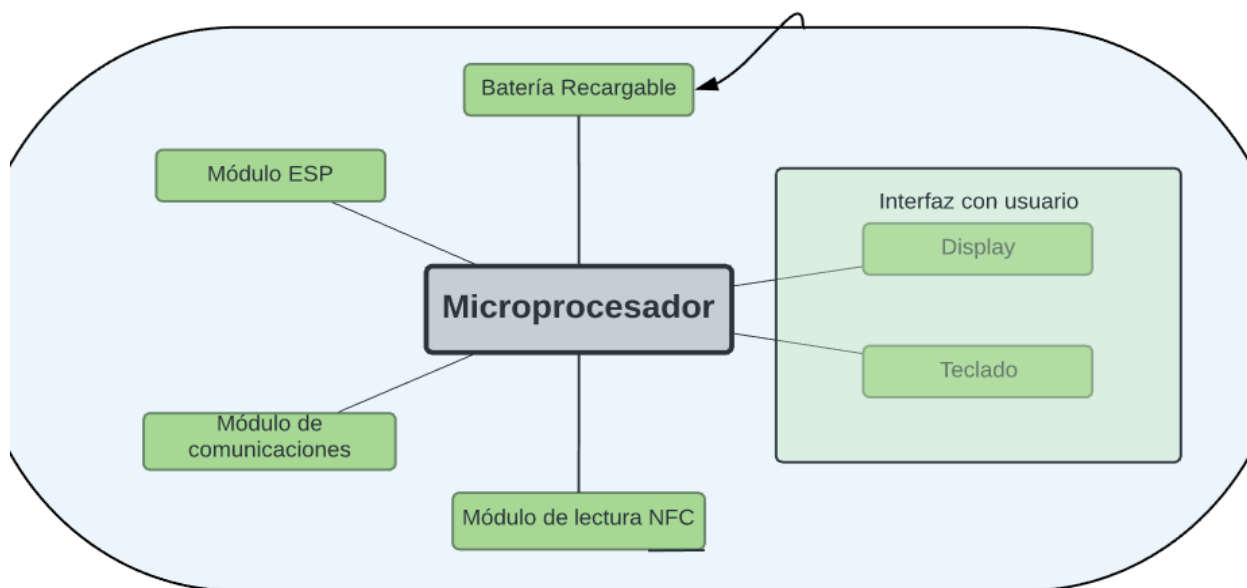 Batería Recargable
Módulo ESP
Interfaz con usuario
Display
Microprocesador
Teclado
Módulo de
comunicaciones
Módulo de lectura NFC